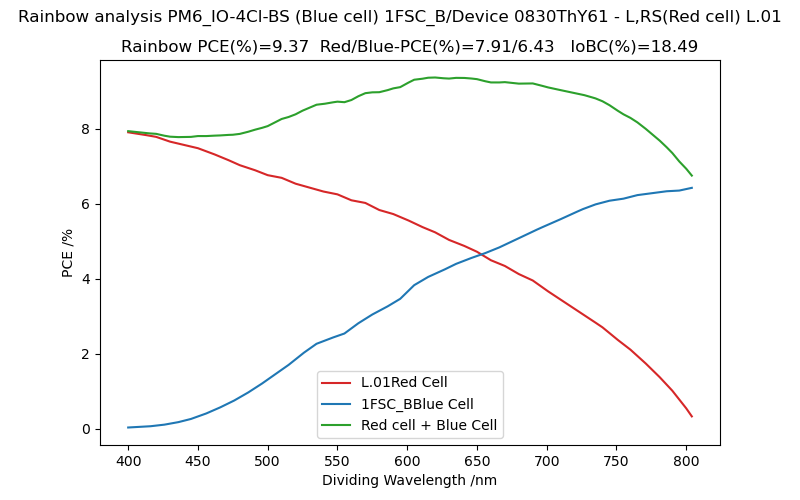 Rainbow analysis PM6_IO-4Cl-BS (Blue cell) 1FSC_B/Device 0830ThY61 - L,RS(Red cell) L.01
Rainbow PCE(%)=9.37  Red/Blue-PCE(%)=7.91/6.43   IoBC(%)=18.49
PCE /%
8
6
4
2
0
L.01Red Cell
1FSC_BBlue Cell
Red cell + Blue Cell
400 450 500 550 600 650 700 750 800
Dividing Wavelength /nm